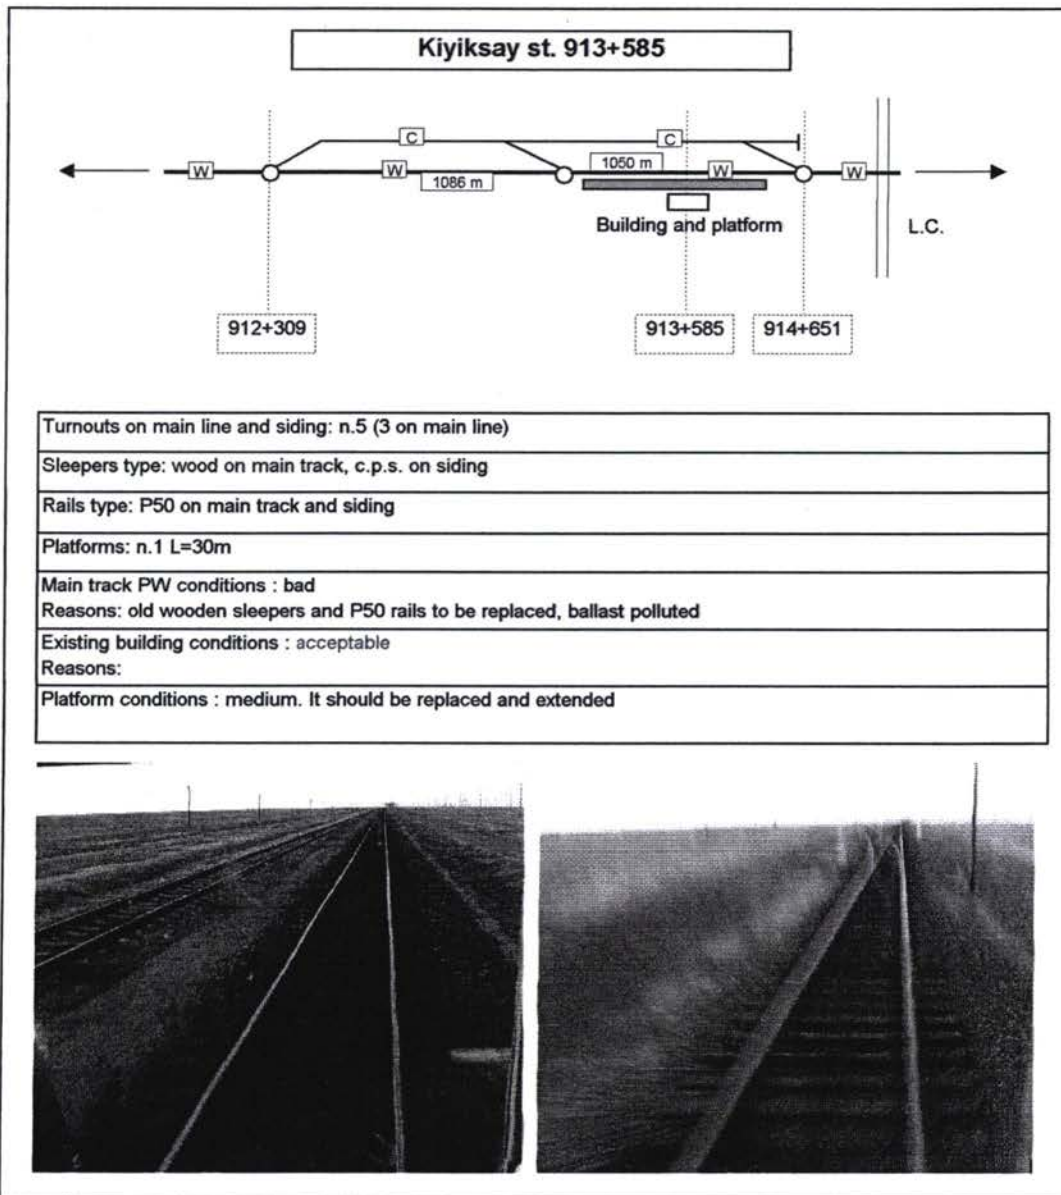 Kiyiksay st. 913+585
C C
W W 1086 m 1050 m W W
Building and platform
L.C.
912+309 913+585 914+651
Turnouts on main line and siding: n.5 (3 on main line)
Sleepers type: wood on main track, c.p.s. on siding
Rails type: P50 on main track and siding
Platforms: n.1 L=30m
Main track PW conditions : bad
Reasons: old wooden sleepers and P50 rails to be replaced, ballast polluted
Existing building conditions : acceptable
Reasons:
Platform conditions : medium. It should be replaced and extended